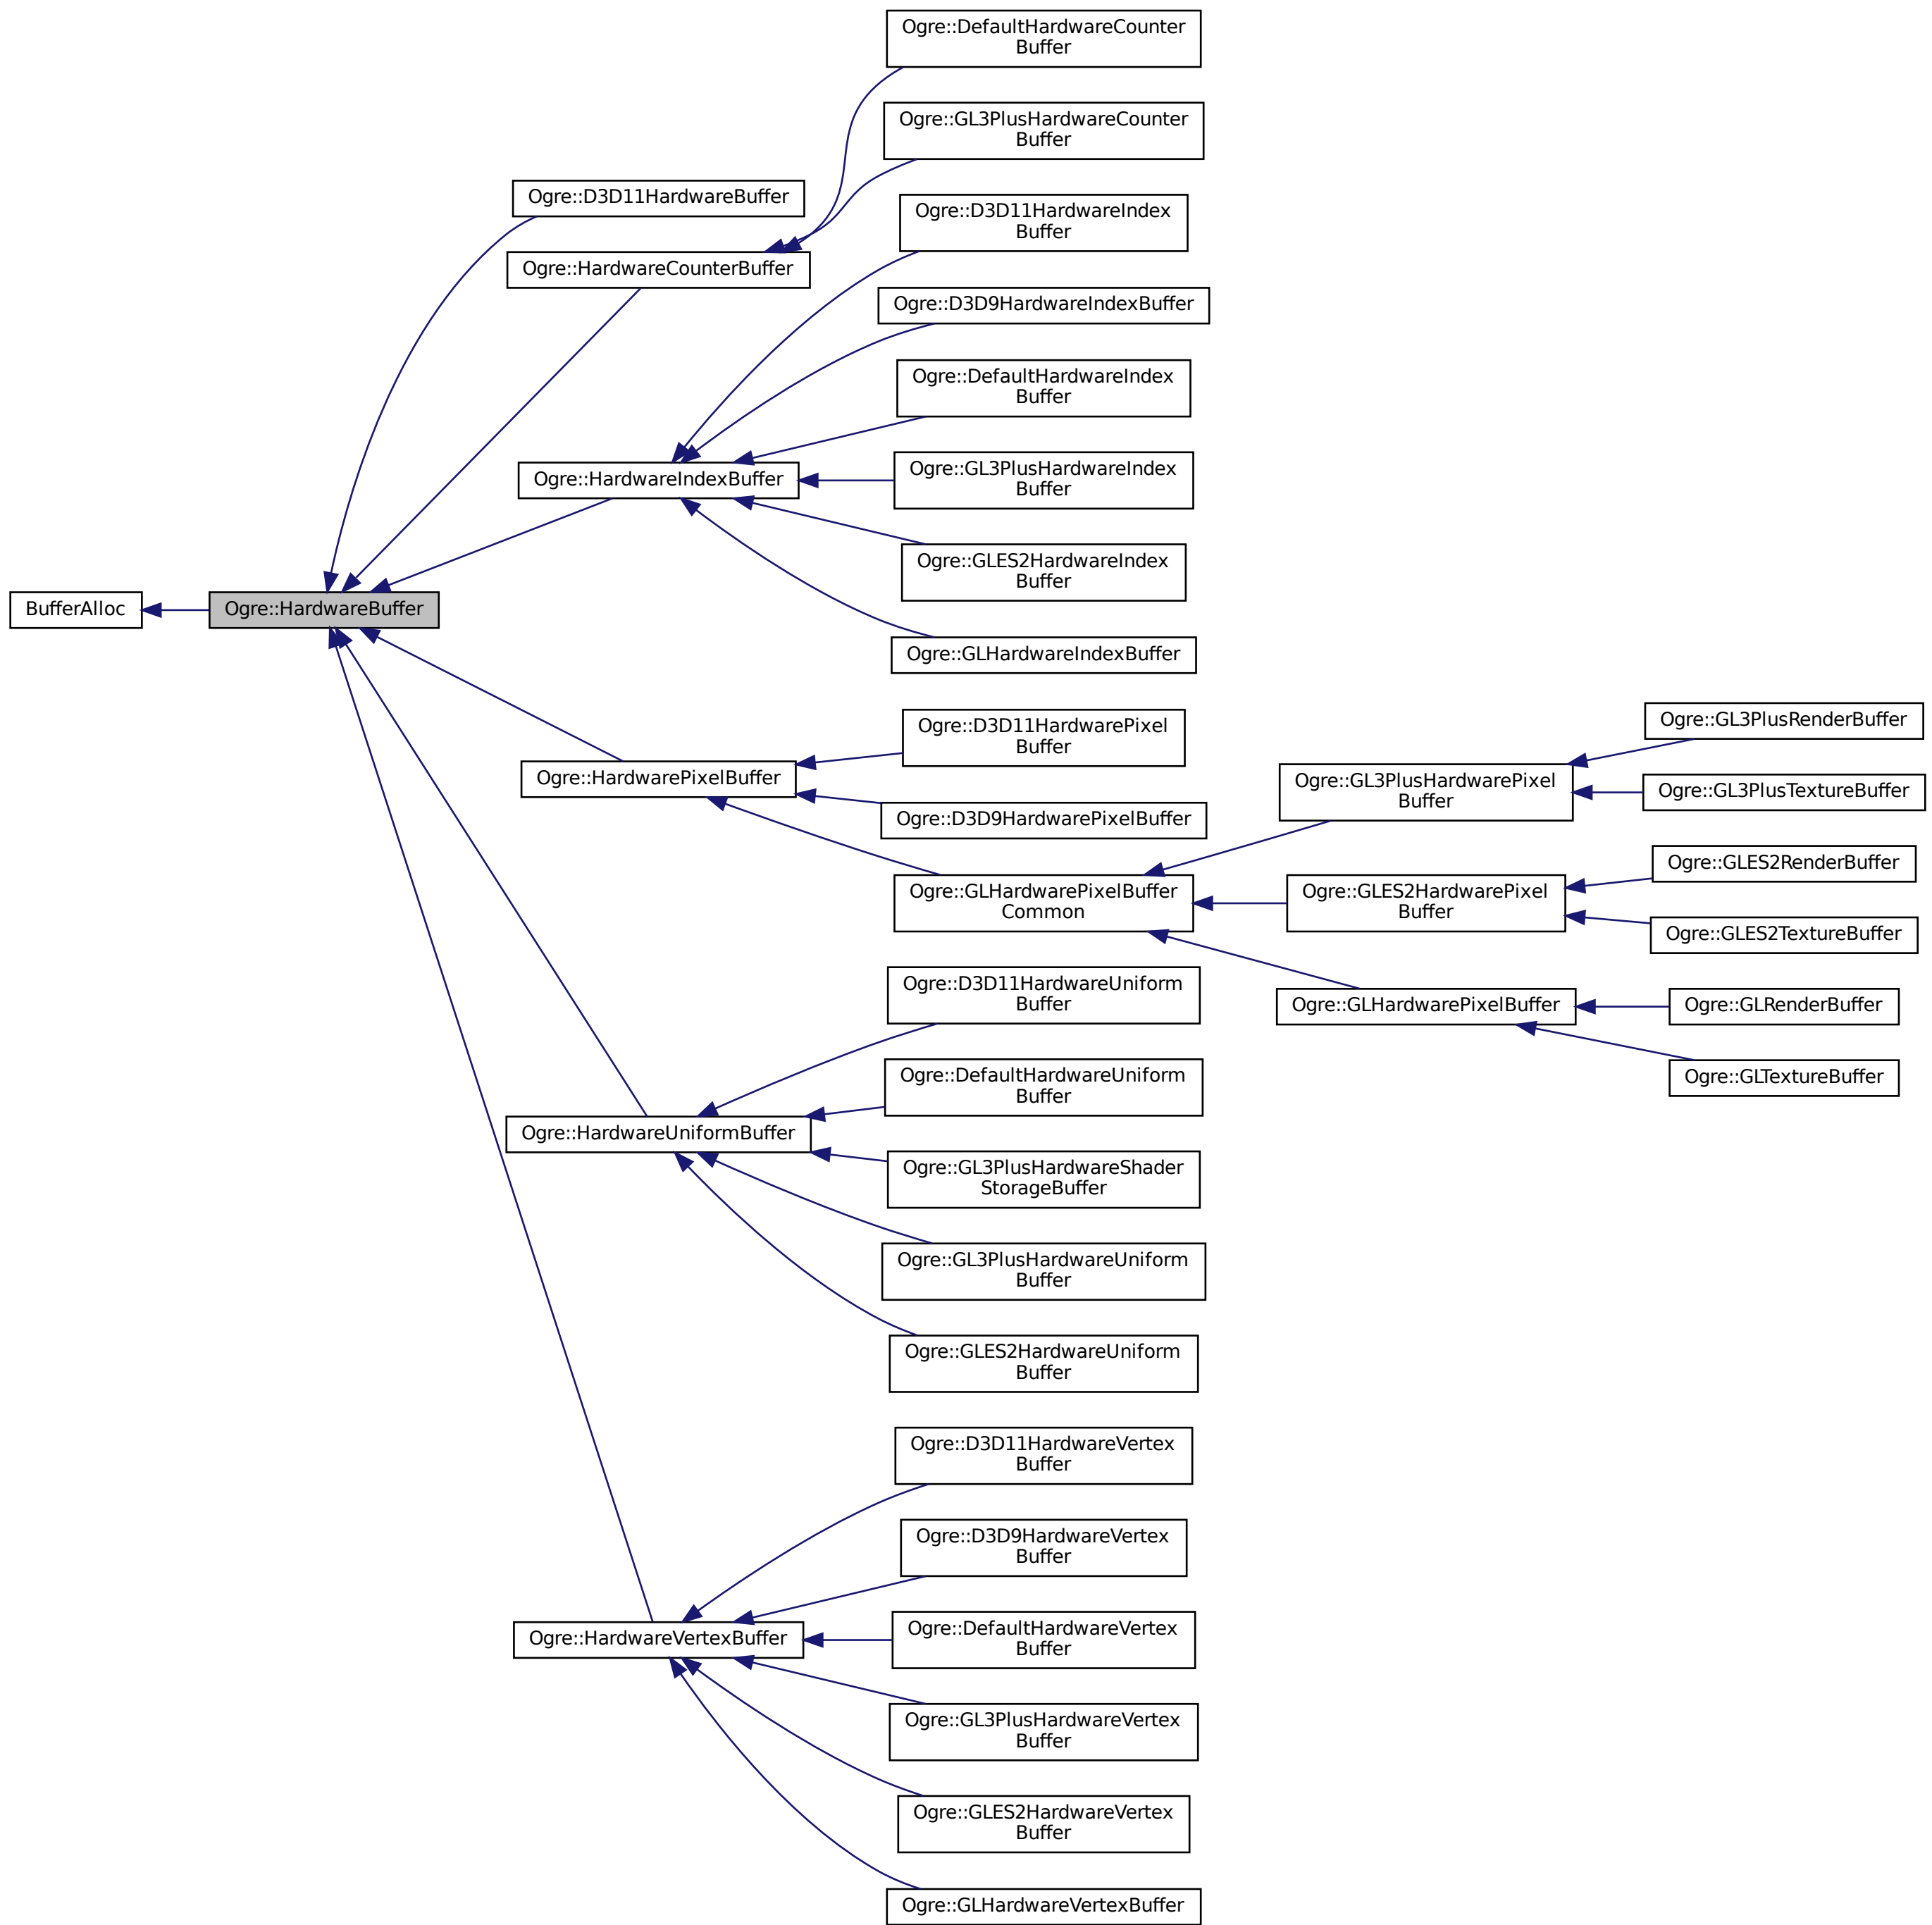 BufferAlloc
Ogre::HardwareBuffer
Ogre::D3D11HardwareBuffer
Ogre::HardwareCounterBuffer
Ogre::DefaultHardwareCounter
Buffer
Ogre::GL3PlusHardwareCounter
Buffer
Ogre::HardwareIndexBuffer
Ogre::D3D11HardwareIndex
Buffer
Ogre::D3D9HardwareIndexBuffer
Ogre::DefaultHardwareIndex
Buffer
Ogre::GL3PlusHardwareIndex
Buffer
Ogre::GLES2HardwareIndex
Buffer
Ogre::GLHardwareIndexBuffer
Ogre::HardwarePixelBuffer
Ogre::D3D11HardwarePixel
Buffer
Ogre::D3D9HardwarePixelBuffer
Ogre::GLHardwarePixelBuffer
Common
Ogre::GL3PlusHardwarePixel
Buffer
Ogre::GL3PlusRenderBuffer
Ogre::GL3PlusTextureBuffer
Ogre::GLES2HardwarePixel
Buffer
Ogre::GLES2RenderBuffer
Ogre::GLES2TextureBuffer
Ogre::GLHardwarePixelBuffer
Ogre::GLRenderBuffer
Ogre::GLTextureBuffer
Ogre::HardwareUniformBuffer
Ogre::D3D11HardwareUniform
Buffer
Ogre::DefaultHardwareUniform
Buffer
Ogre::GL3PlusHardwareShader
StorageBuffer
Ogre::GL3PlusHardwareUniform
Buffer
Ogre::GLES2HardwareUniform
Buffer
Ogre::HardwareVertexBuffer
Ogre::D3D11HardwareVertex
Buffer
Ogre::D3D9HardwareVertex
Buffer
Ogre::DefaultHardwareVertex
Buffer
Ogre::GL3PlusHardwareVertex
Buffer
Ogre::GLES2HardwareVertex
Buffer
Ogre::GLHardwareVertexBuffer